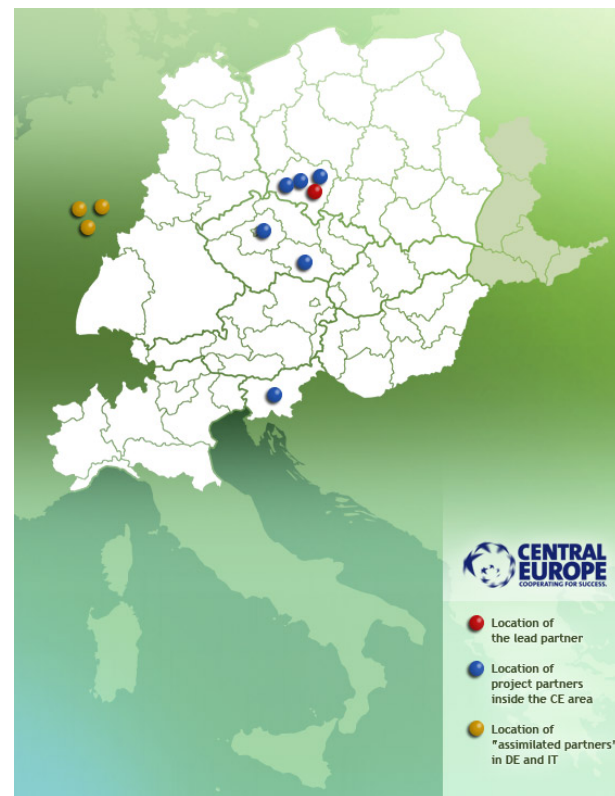 CENTRAL
EUROPE
COOPERATING FOR SUCCESS.
Location of
the lead partner
Location of
project partners
inside the CE area
Location of
"assimilated partners"
in DE and IT